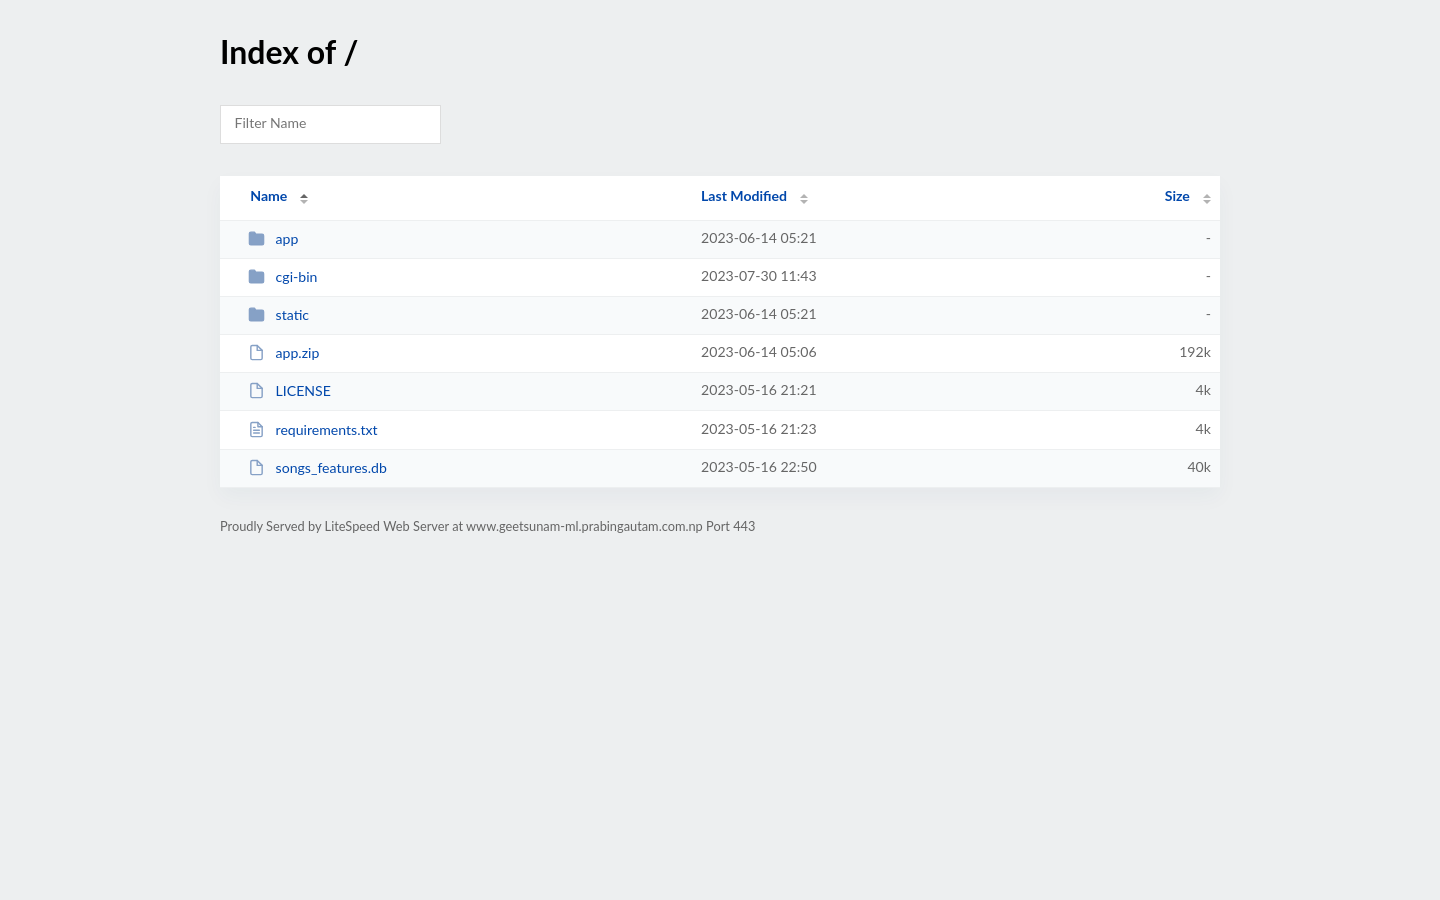 Index of /
Filter Name
Name Last Modified Size
app 2023-06-14 05:21 -
cgi-bin 2023-07-30 11:43 -
static 2023-06-14 05:21 -
app.zip 2023-06-14 05:06 192k
LICENSE 2023-05-16 21:21 4k
requirements.txt 2023-05-16 21:23 4k
songs_features.db 2023-05-16 22:50 40k
Proudly Served by LiteSpeed Web Server at www.geetsunam-ml.prabingautam.com.np Port 443